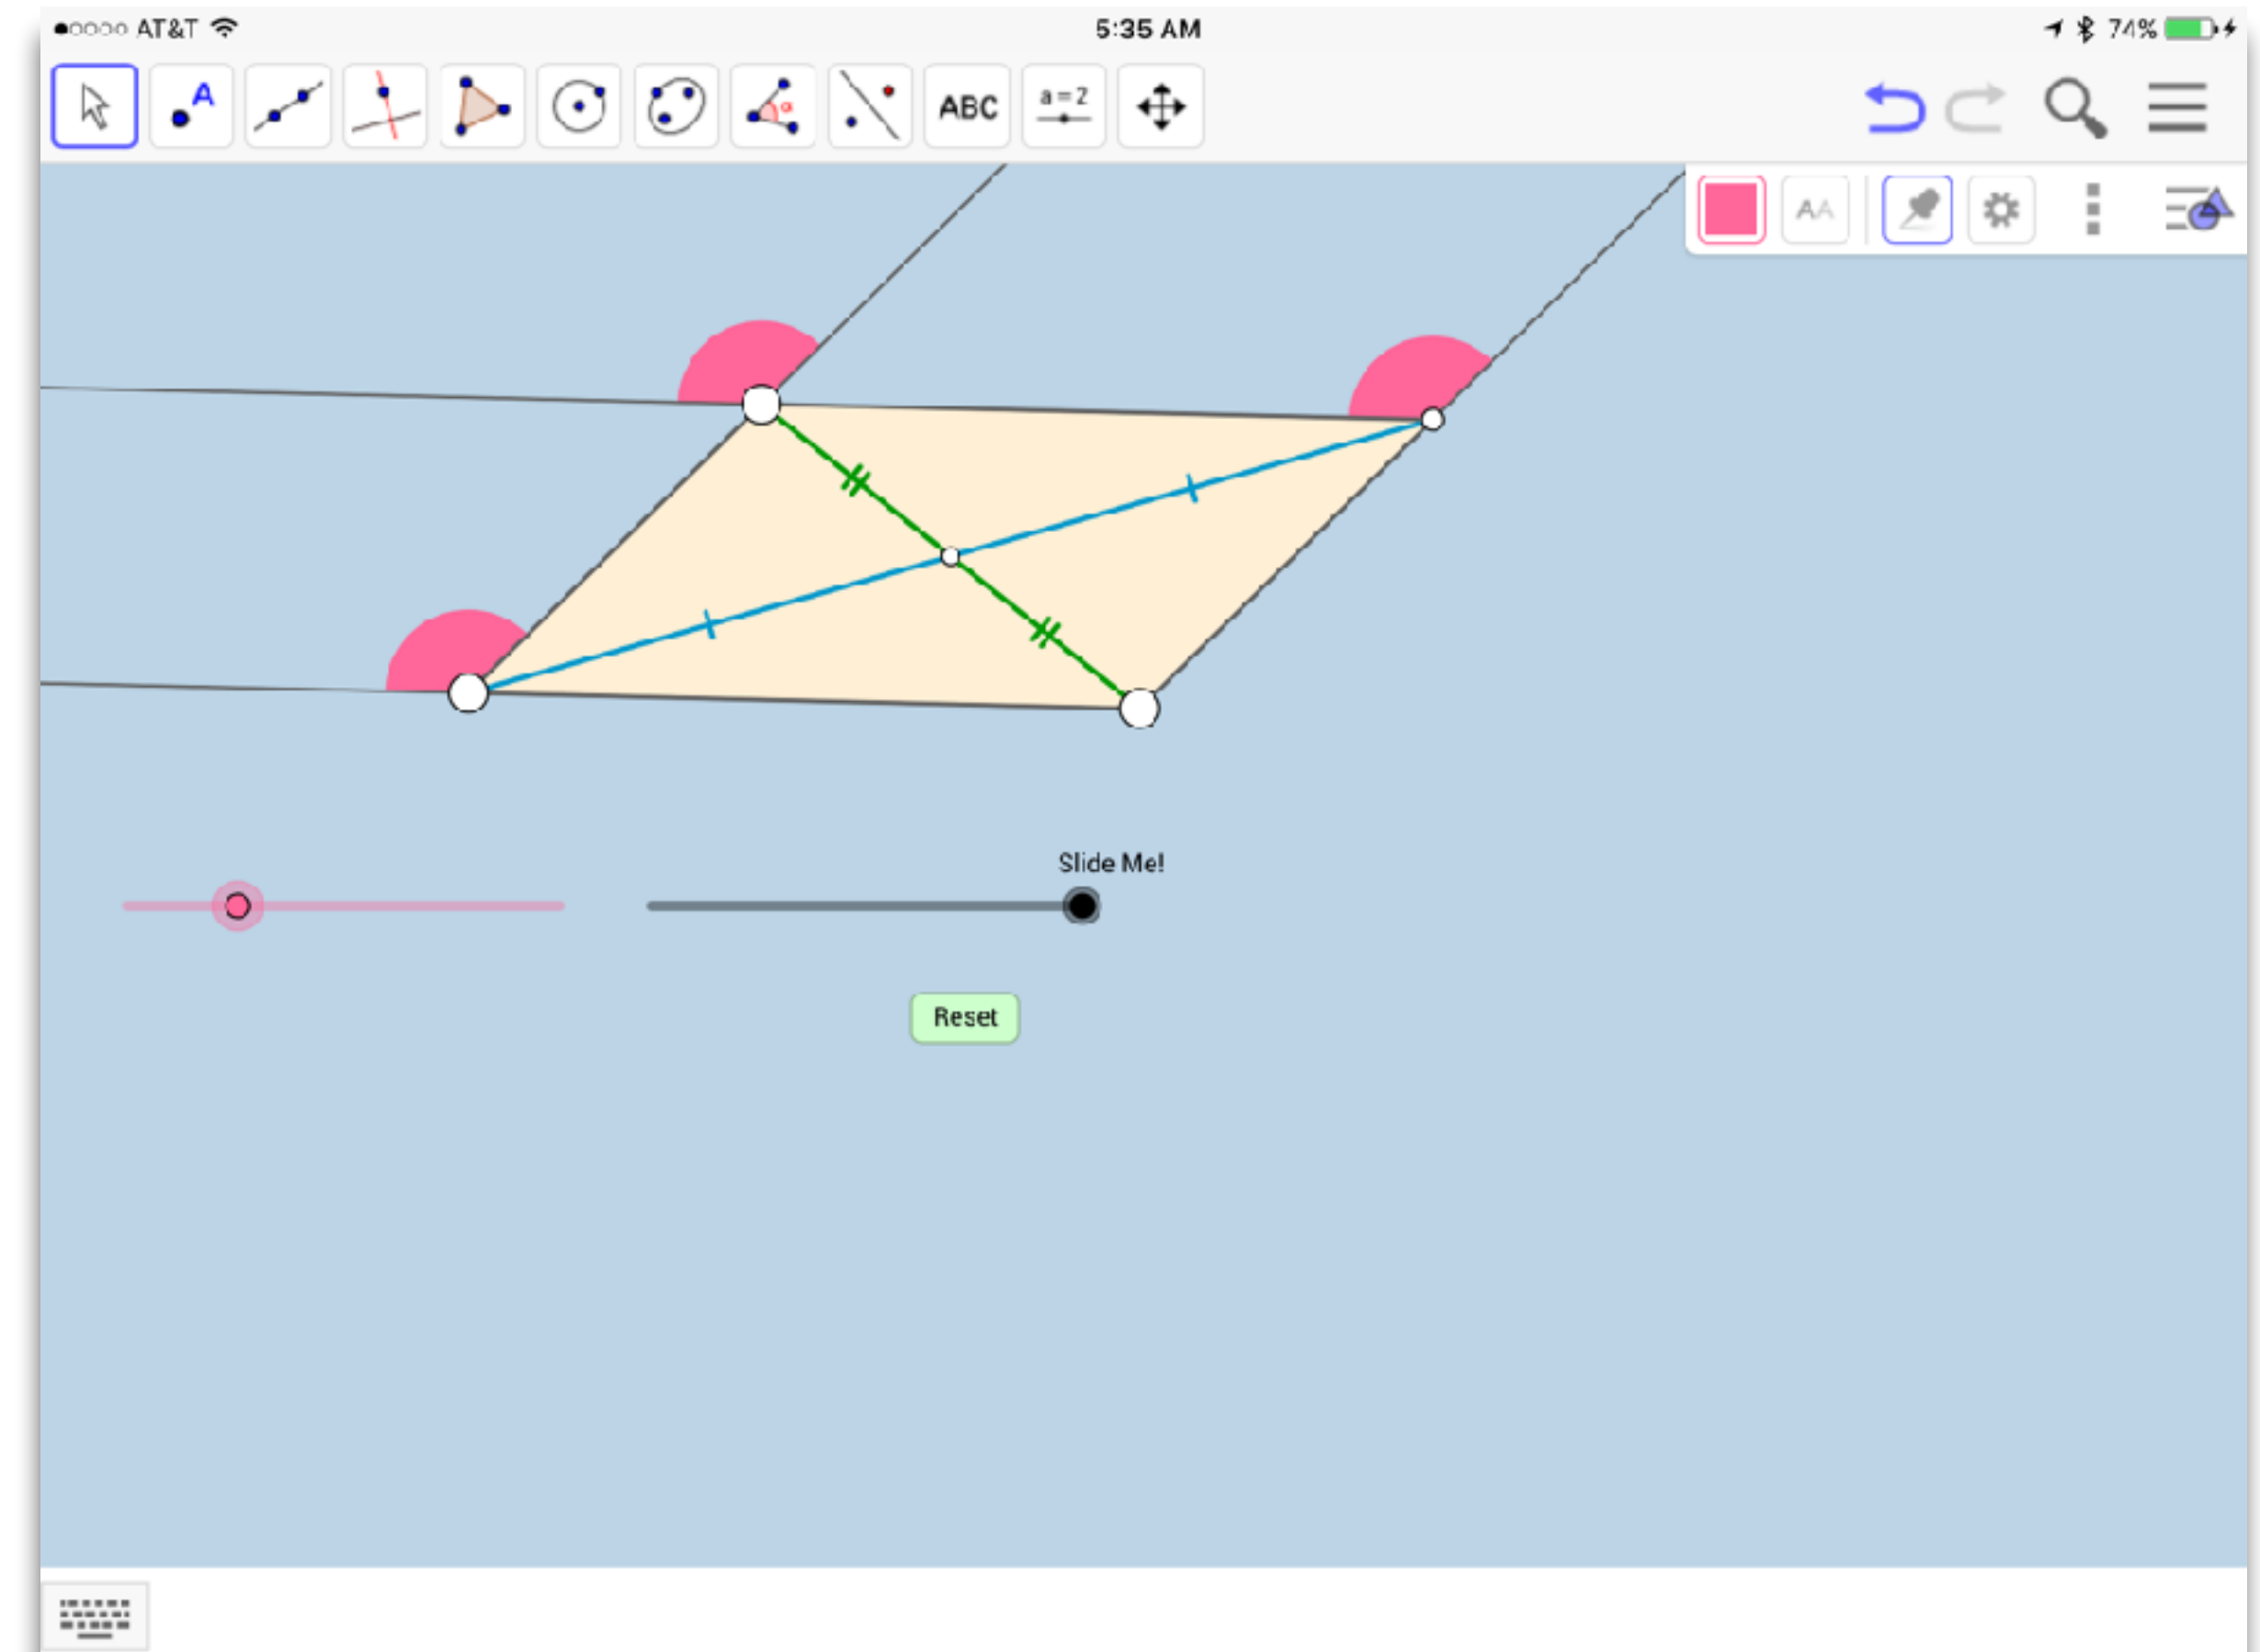 AT&T 5:35 AM 74%
A α ABC a = 2
AA
Slide Me!
Reset